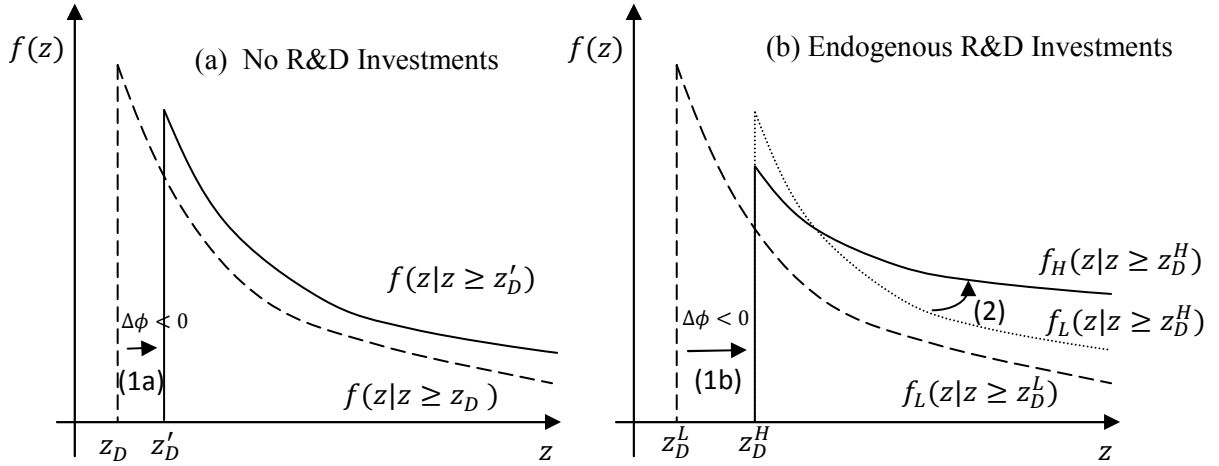 f(z)
(a) No R&D Investments
f(z|z ≥ z′_D)
Δϕ < 0
(1a)
f(z|z ≥ z_D )
z_D
z′_D
z
f(z)
(b) Endogenous R&D Investments
f_H(z|z ≥ z_D^H)
(2)
f_L(z|z ≥ z_D^H)
Δϕ < 0
(1b)
f_L(z|z ≥ z_D^L)
z_D^L
z_D^H
z